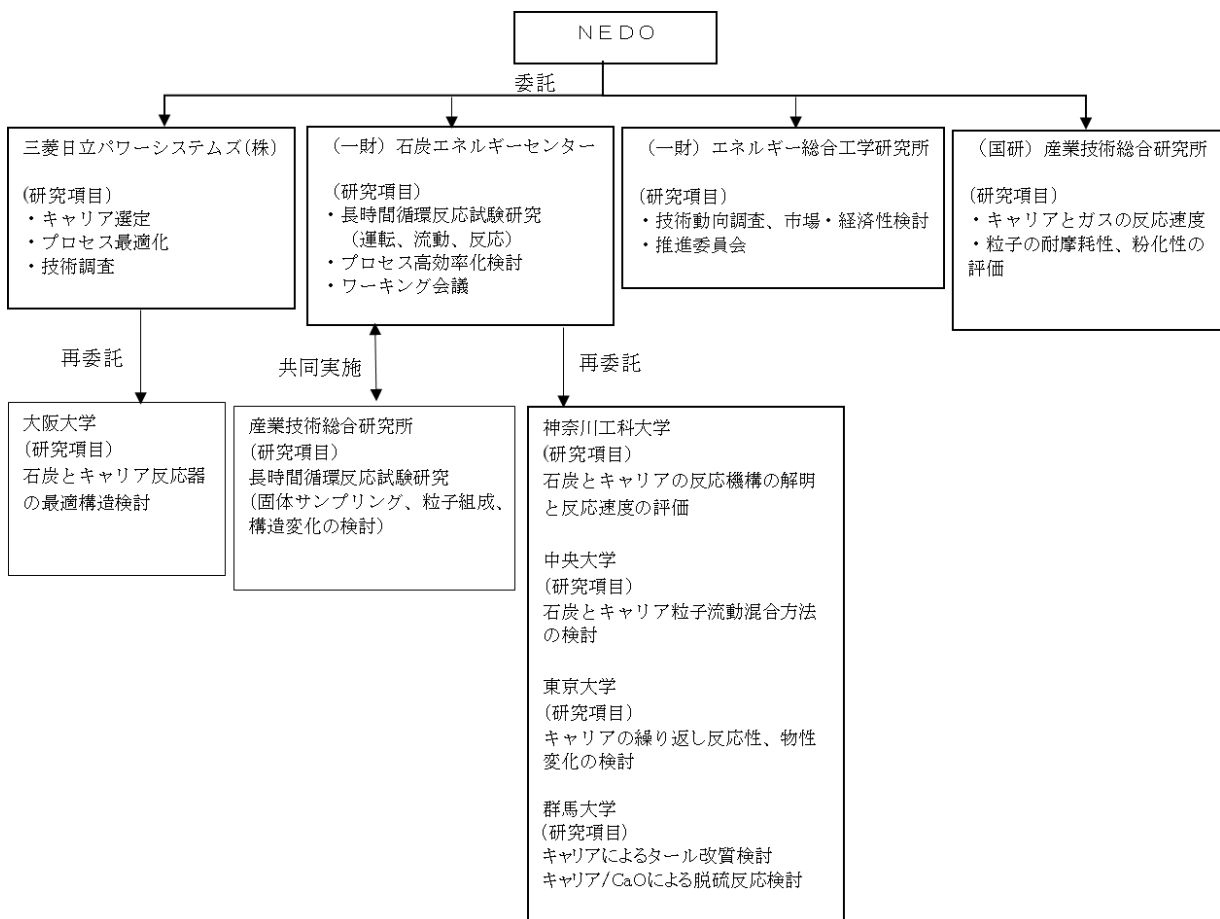 ＮＥＤＯ
委託
三菱日立パワーシステムズ(株)
(研究項目)
・キャリア選定
・プロセス最適化
・技術調査
（一財）石炭エネルギーセンター
（研究項目）
・長時間循環反応試験研究
（運転、流動、反応）
・プロセス高効率化検討
・ワーキング会議
（一財）エネルギー総合工学研究所
（研究項目）
・技術動向調査、市場・経済性検討
・推進委員会
（国研）産業技術総合研究所
（研究項目）
・キャリアとガスの反応速度
・粒子の耐摩耗性、粉化性の
評価
再委託
共同実施
再委託
大阪大学
(研究項目)
石炭とキャリア反応器
の最適構造検討
産業技術総合研究所
(研究項目)
長時間循環反応試験研究
(固体サンプリング、粒子組成、
構造変化の検討)
神奈川工科大学
(研究項目)
石炭とキャリアの反応機構の解明
と反応速度の評価
中央大学
(研究項目)
石炭とキャリア粒子流動混合方法
の検討
東京大学
(研究項目)
キャリアの繰り返し反応性、物性
変化の検討
群馬大学
(研究項目)
キャリアによるタール改質検討
キャリア/CaOによる脱硫反応検討